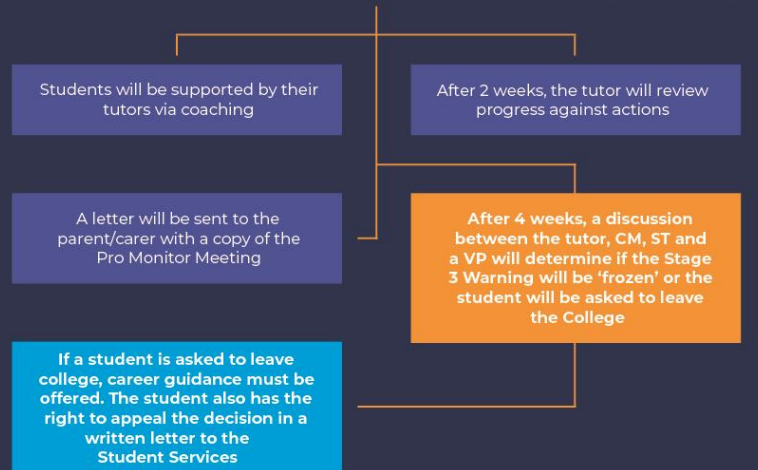 Students will be supported by their
tutors via coaching
After 2 weeks, the tutor will review
progress against actions
A letter will be sent to the
parent/carer with a copy of the
Pro Monitor Meeting
After 4 weeks, a discussion
between the tutor, CM, ST and
a VP will determine if the Stage
3 Warning will be ‘frozen’ or the
student will be asked to leave
the College
If a student is asked to leave
college, career guidance must be
offered. The student also has the
right to appeal the decision in a
written letter to the
Student Services